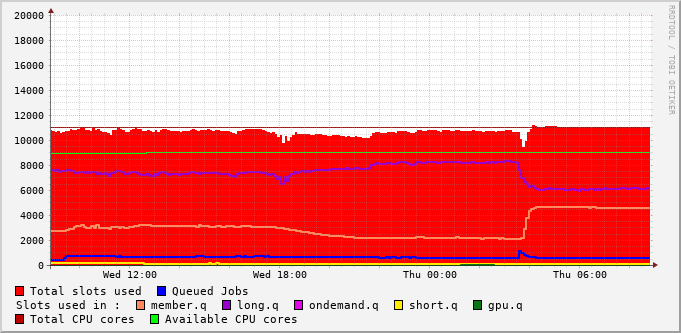 20000
18000
16000
14000
12000
10000
8000
6000
4000
2000
0
Wed 12:00 Wed 18:00 Thu 00:00 Thu 06:00
RRDTOOL / TOBI OETIKER
Total slots used Queued Jobs
Slots used in : member.q long.q ondemand.q short.q gpu.q
Total CPU cores Available CPU cores